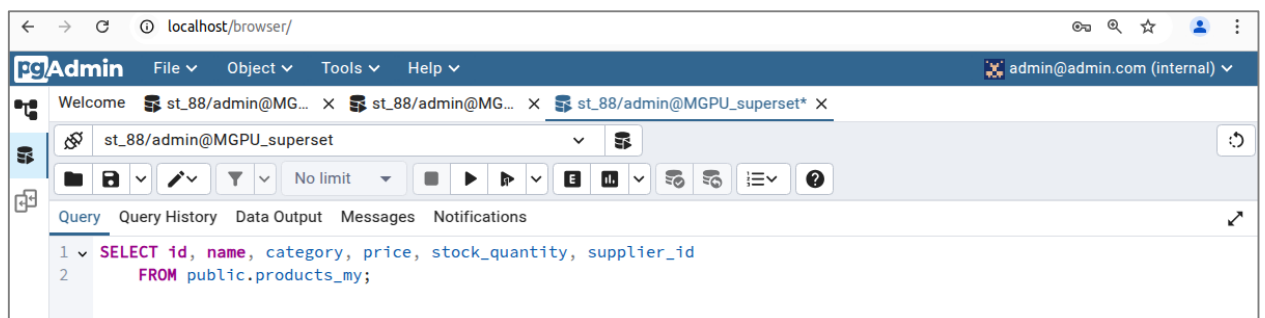 localhost/browser/
pgAdmin File Object Tools Help admin@admin.com (internal)
Welcome st_88/admin@MG... X st_88/admin@MG... X st_88/admin@MGPU_superset* X
st_88/admin@MGPU_superset
No limit E
Query Query History Data Output Messages Notifications
1 SELECT id, name, category, price, stock_quantity, supplier_id
2 FROM public.products_my;